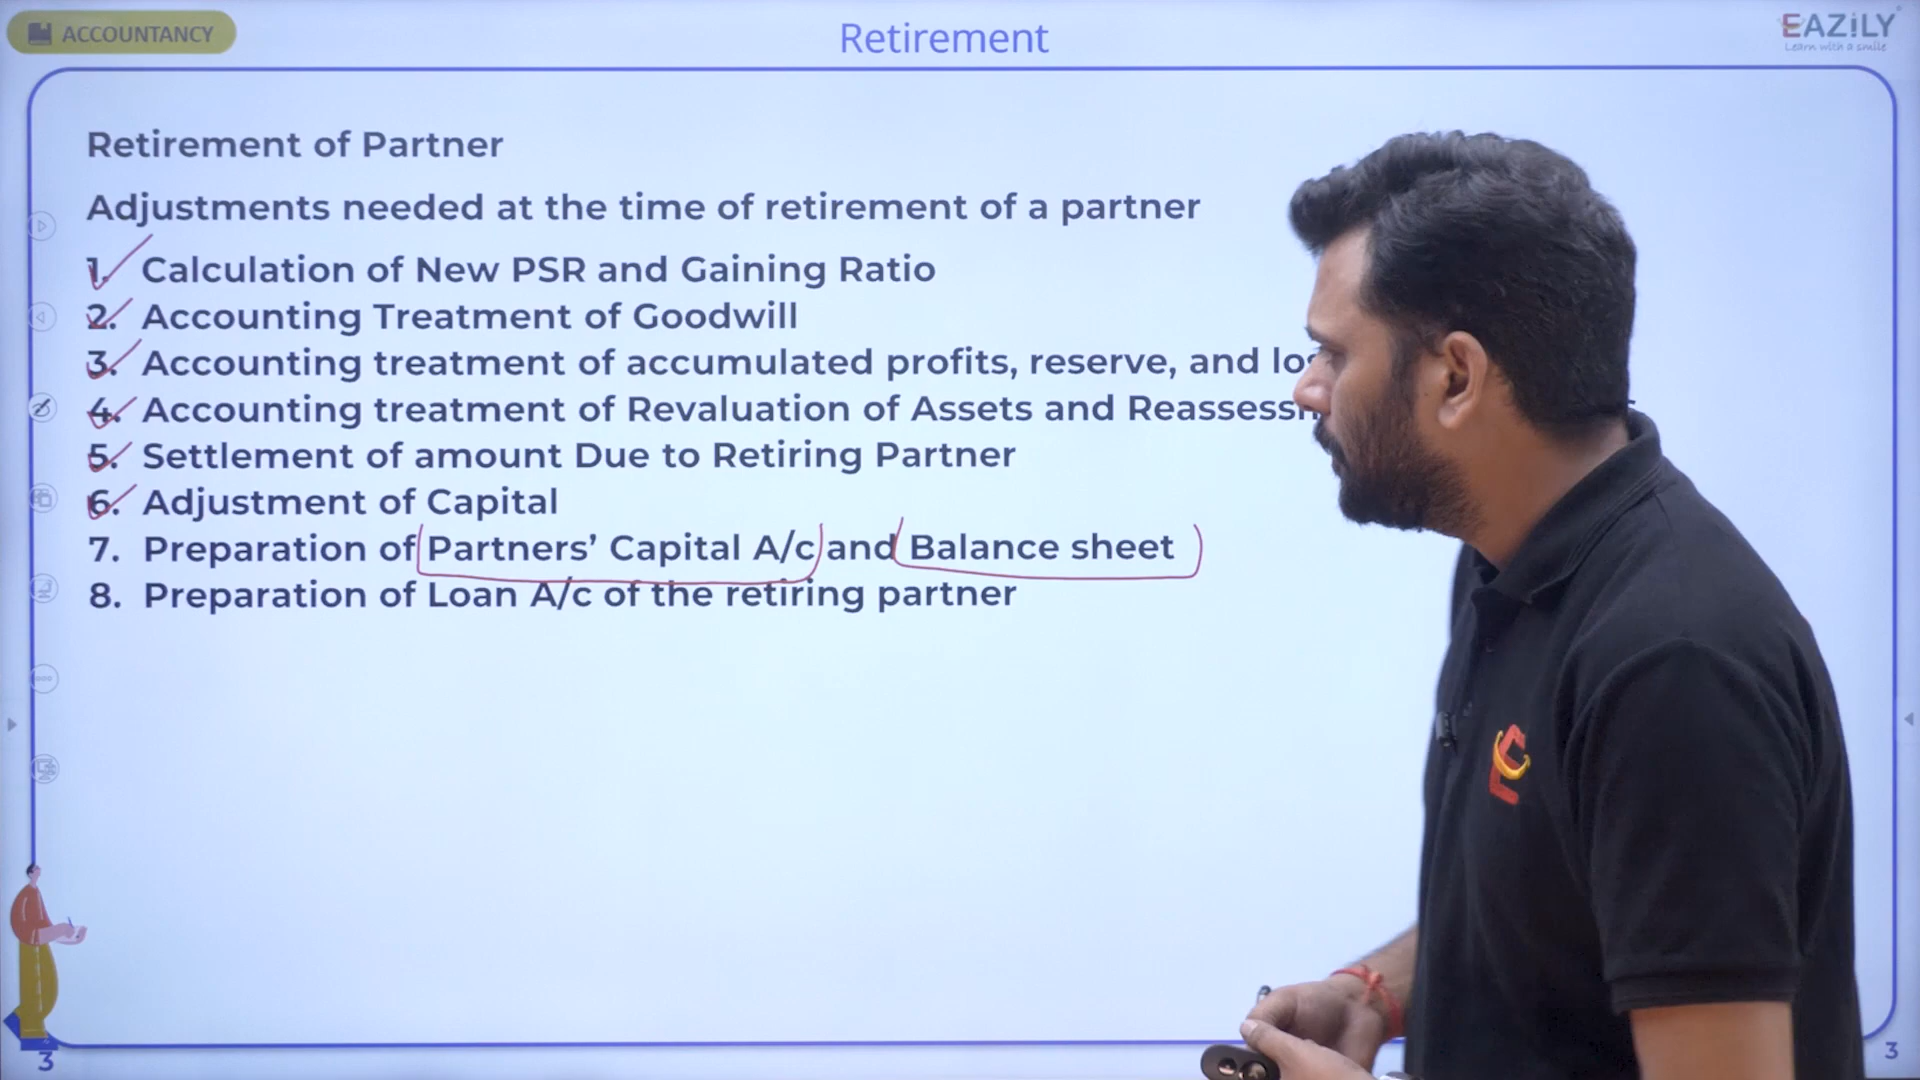 ACCOUNTANCY
Retirement
EAZiLY
Learn with a smile
Retirement of Partner
Adjustments needed at the time of retirement of a partner
1. Calculation of New PSR and Gaining Ratio
2. Accounting Treatment of Goodwill
3. Accounting treatment of accumulated profits, reserve, and
4. Accounting treatment of Revaluation of Assets and
5. Settlement of amount Due to Retiring Partner
6. Adjustment of Capital
7. Preparation of Partners’ Capital A/c and Balance sheet
8. Preparation of Loan A/c of the retiring partner
3
3